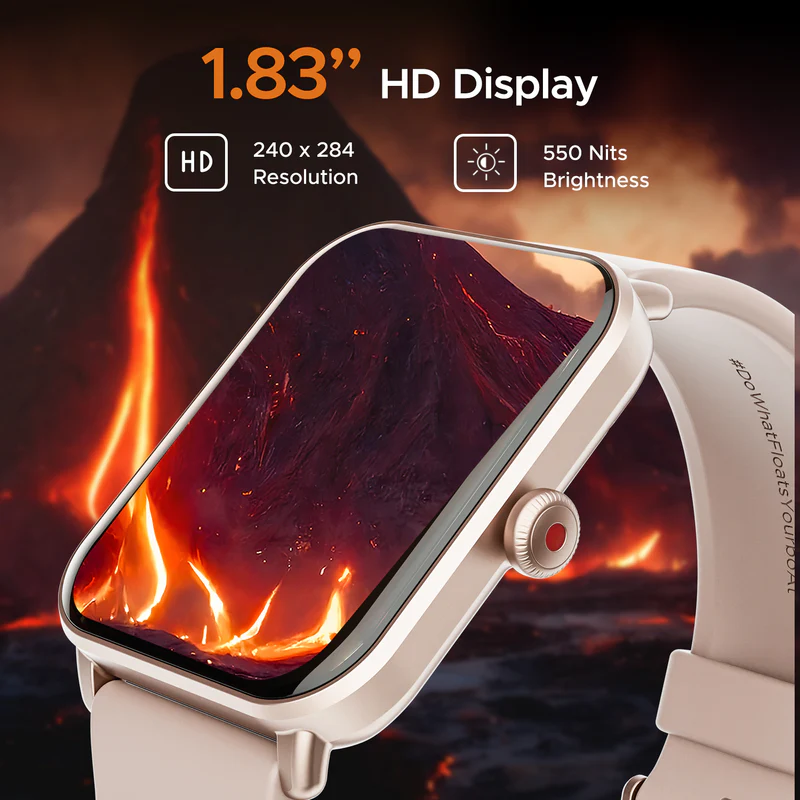 1.83” HD Display
HD
240 x 284
Resolution
550 Nits
Brightness
#DoWhatFloatsYourboAt